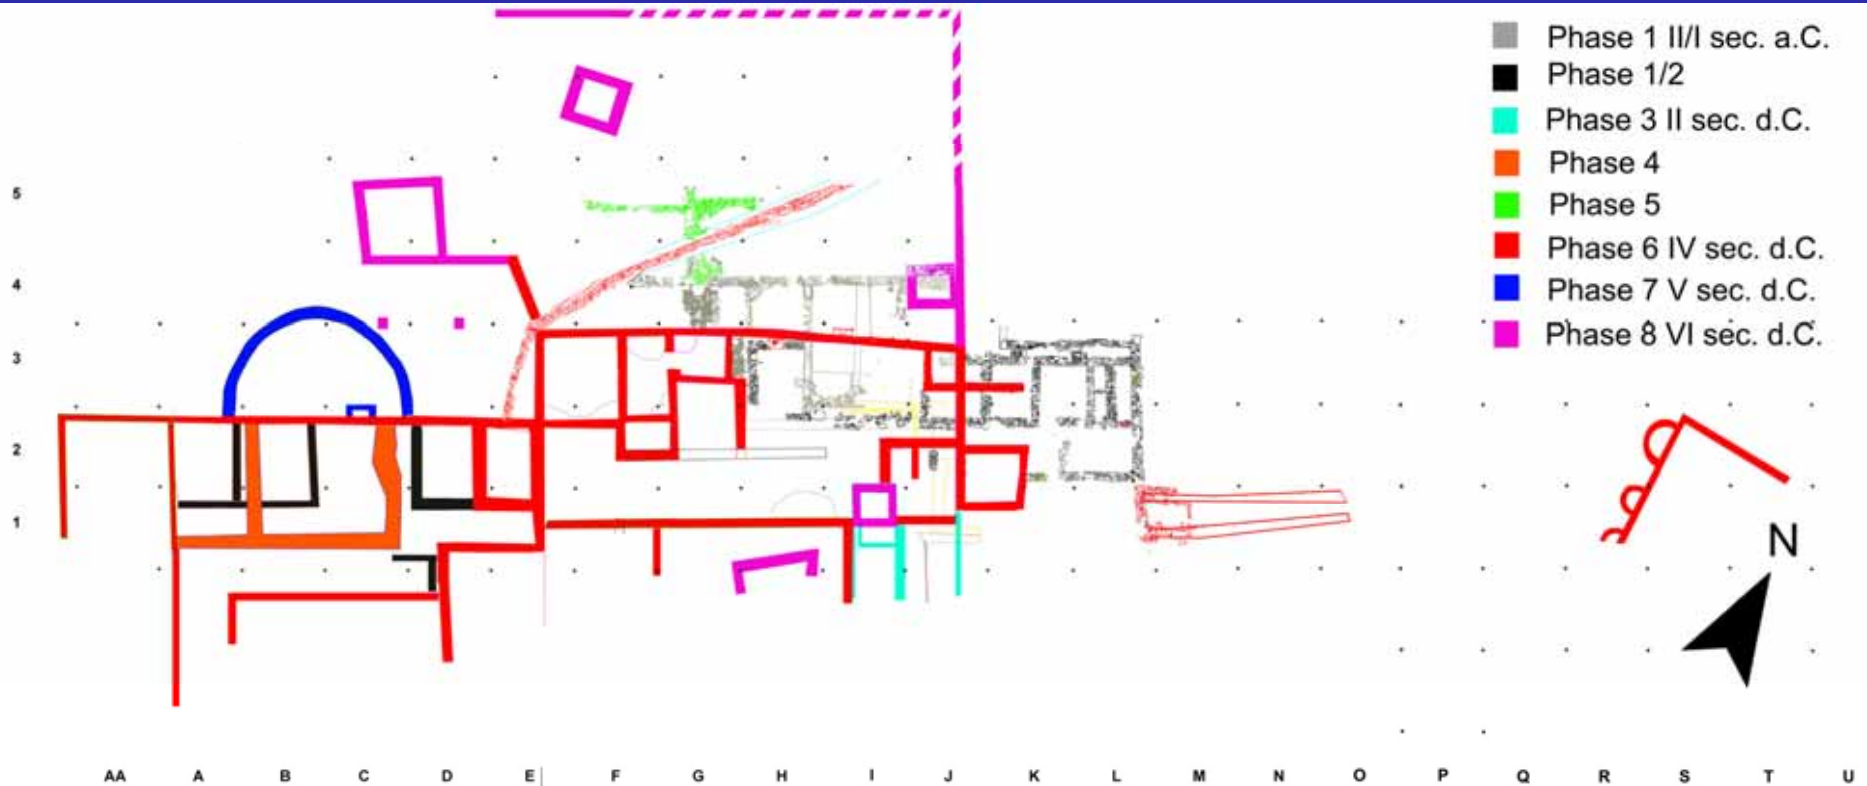 Phase 1 II/I sec. a.C.
Phase 1/2
Phase 3 II sec. d.C.
Phase 4
Phase 5
Phase 6 IV sec. d.C.
Phase 7 V sec. d.C.
Phase 8 VI sec. d.C.
5
4
3
2
1
N
AA A B C D E F G H I J K L M N O P Q R S T U